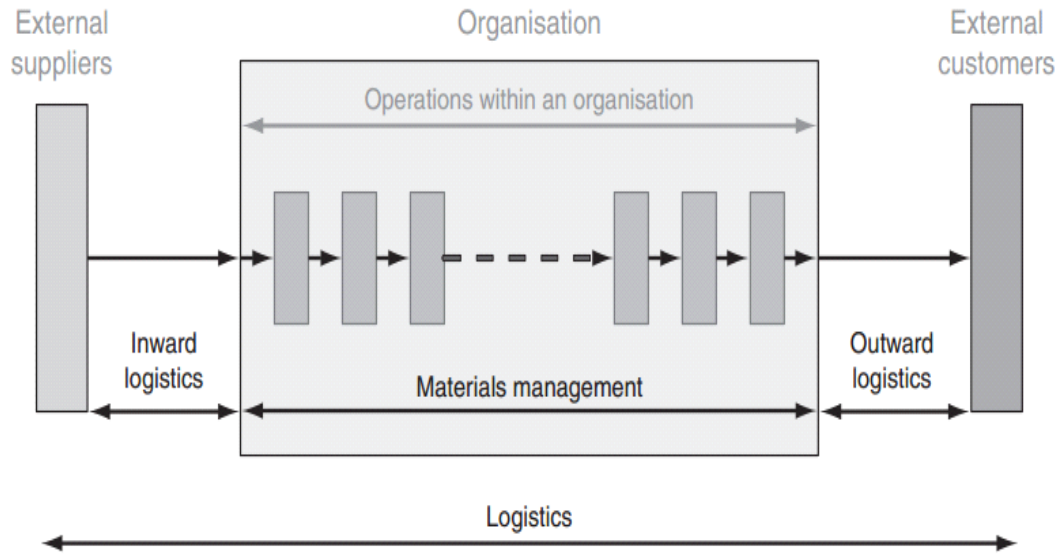 External
suppliers
Organisation
External
customers
Operations within an organisation
Inward
logistics
Materials management
Outward
logistics
Logistics